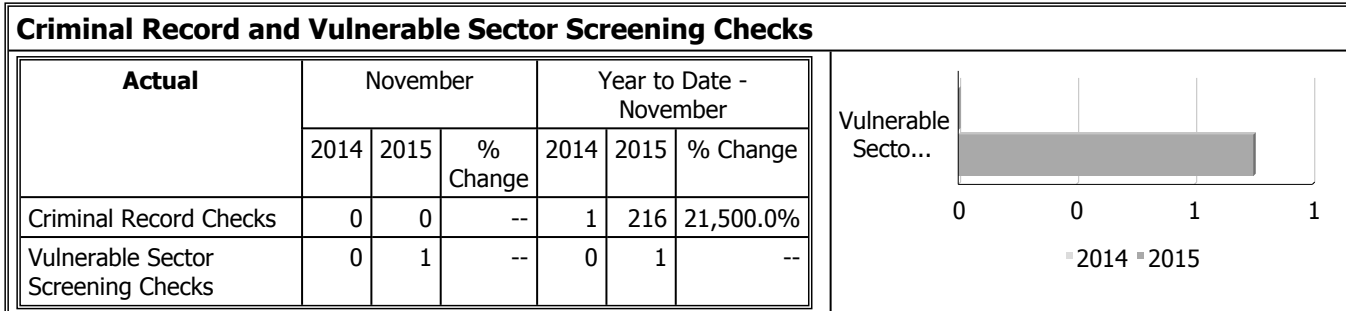 Criminal Record and Vulnerable Sector Screening Checks
Actual November Year to Date -
November
2014 2015 %
Change 2014 2015 % Change
Criminal Record Checks 0 0 -- 1 216 21,500.0%
Vulnerable Sector
Screening Checks 0 1 -- 0 1 --
Vulnerable
Secto...
0 0 1 1
2014 2015